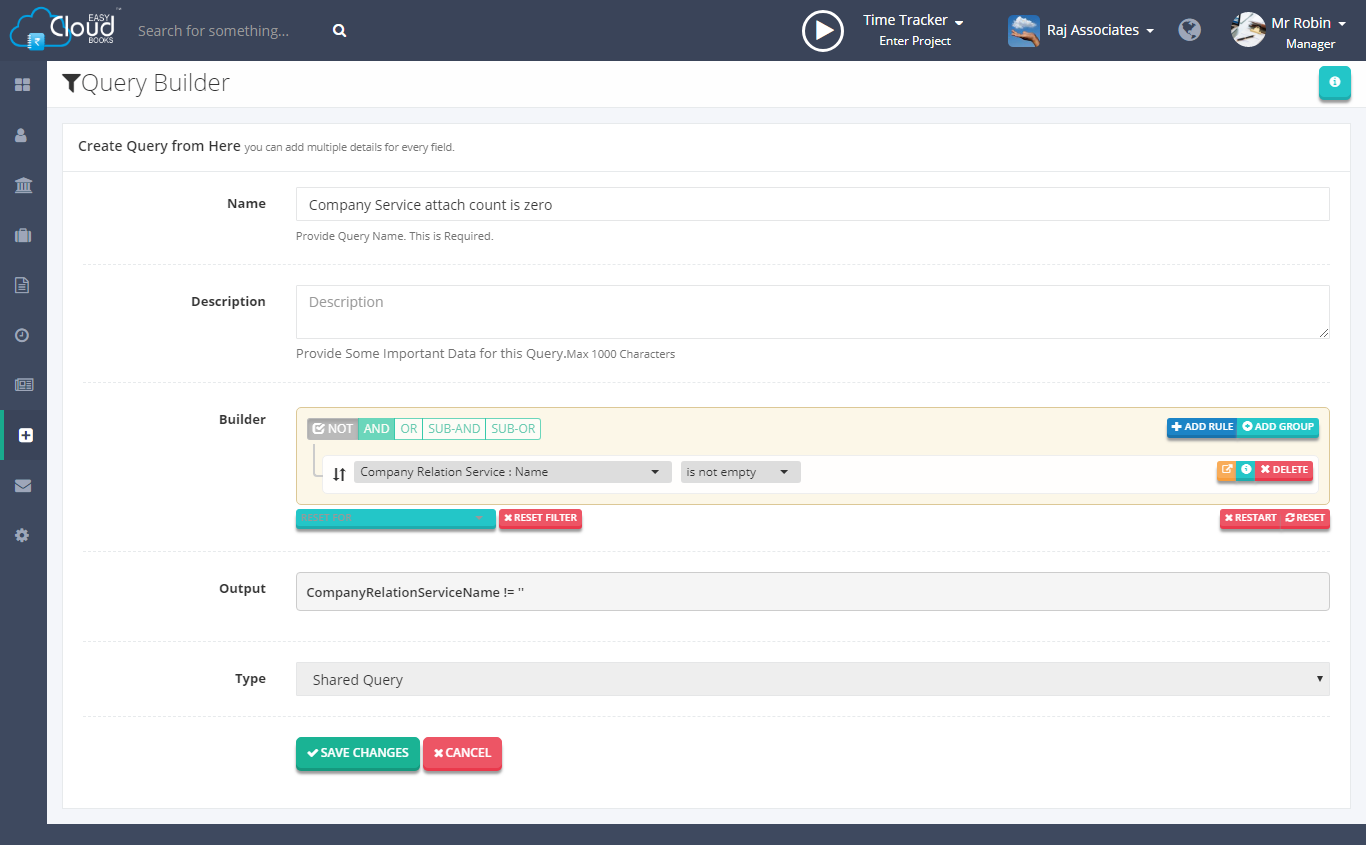 EASY
Cloud ™
BOOKS
Search for something...
Time Tracker
Enter Project
Raj Associates
Mr Robin
Manager
Query Builder
Create Query from Here you can add multiple details for every field.
Name
Company Service attach count is zero
Provide Query Name. This is Required.
Description
Description
Provide Some Important Data for this Query.Max 1000 Characters
Builder
NOT AND OR SUB-AND SUB-OR
ADD RULE ADD GROUP
Company Relation Service : Name is not empty DELETE
RESET FILTER
RESTART RESET
Output
CompanyRelationServiceName != ''
Type
Shared Query
SAVE CHANGES CANCEL